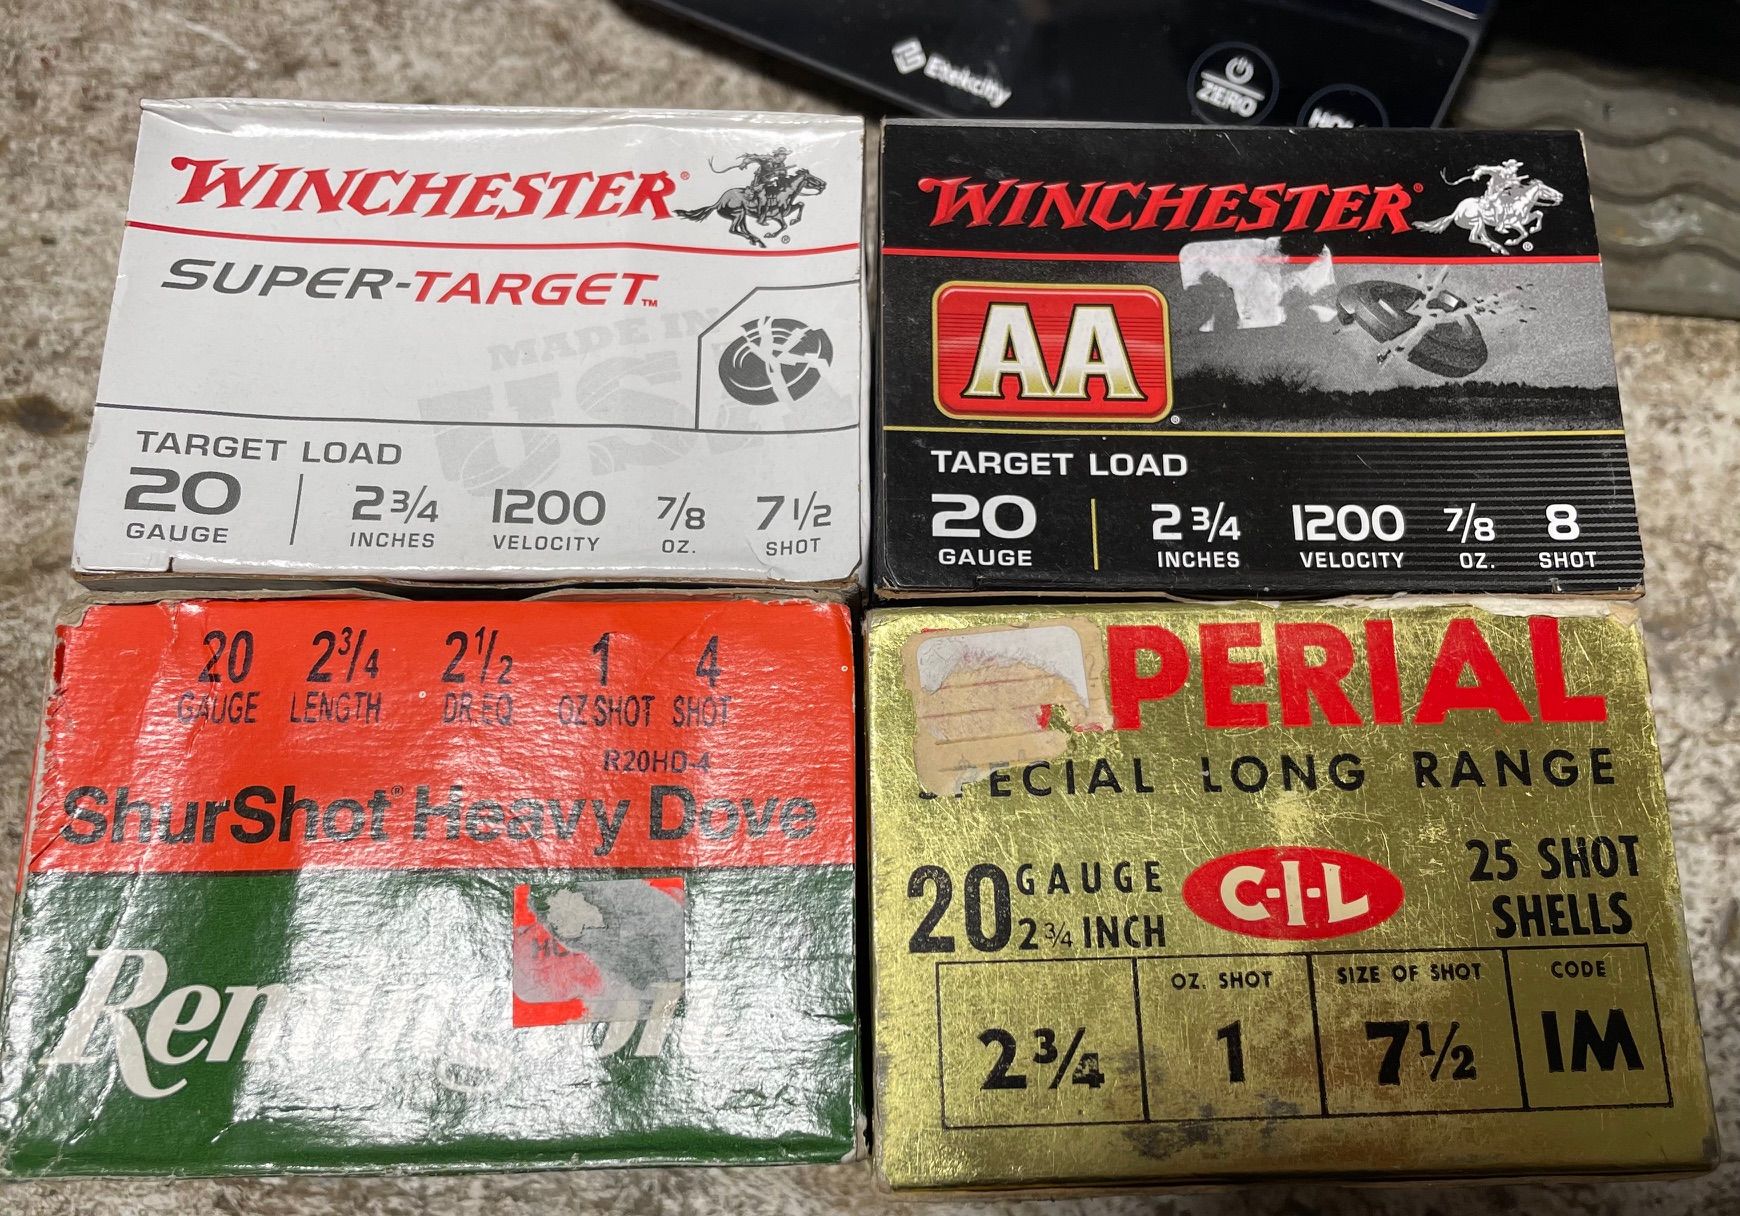 Etekcity
ZERO
WINCHESTER®
SUPER-TARGET™
MADE IN
USA
TARGET LOAD
20 2 3/4 1200 7/8 7 1/2
GAUGE INCHES VELOCITY OZ. SHOT
WINCHESTER®
AA®
TARGET LOAD
20 2 3/4 1200 7/8 8
GAUGE INCHES VELOCITY OZ. SHOT
20 2 3/4 2 1/2 1 4
GAUGE LENGTH DR.EQ OZ SHOT SHOT
R20HD-4
ShurShot® Heavy Dove
Remington
PERIAL
SPECIAL LONG RANGE
20 GAUGE
2 3/4 INCH
C-I-L
25 SHOT
SHELLS
OZ. SHOT SIZE OF SHOT CODE
2 3/4 1 7 1/2 IM